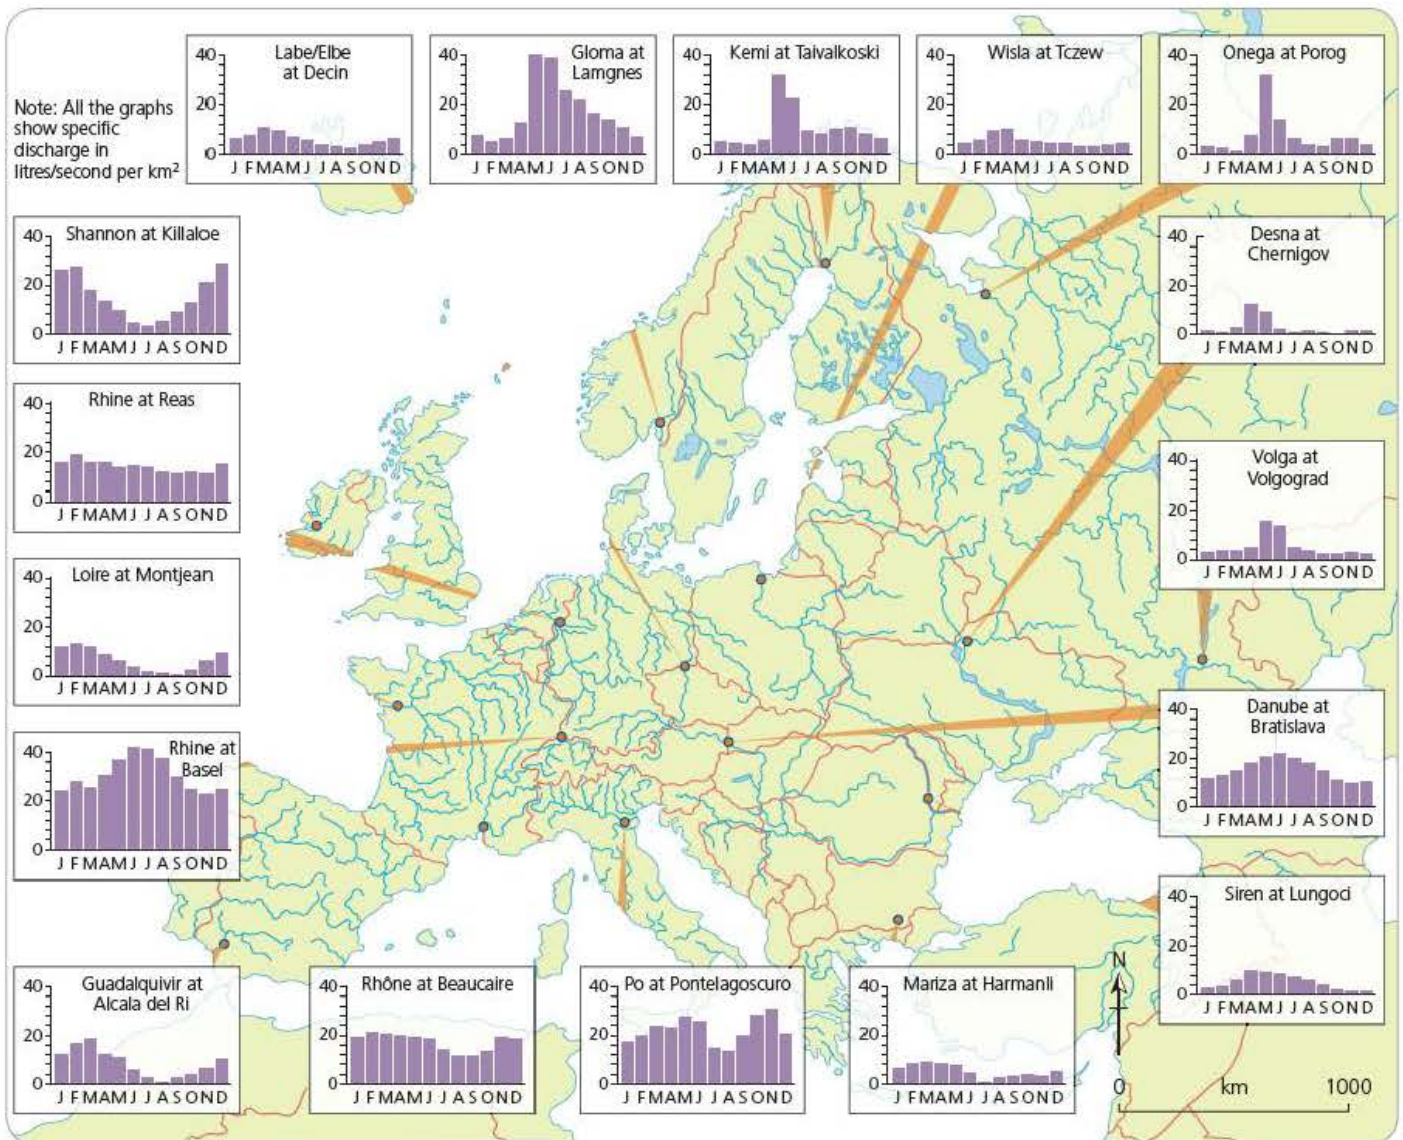 Note: All the graphs
show specific
discharge in
litres/second per km²
Labe/Elbe
at Decin
40
20
0
J F M A M J J A S O N D
Gloma at
Lamgnes
40
20
0
J F M A M J J A S O N D
Kemi at Taivalkoski
40
20
0
J F M A M J J A S O N D
Wisla at Tczew
40
20
0
J F M A M J J A S O N D
Onega at Porog
40
20
0
J F M A M J J A S O N D
Shannon at Killaloe
40
20
0
J F M A M J J A S O N D
Desna at
Chernigov
40
20
0
J F M A M J J A S O N D
Rhine at Reas
40
20
0
J F M A M J J A S O N D
Volga at
Volgograd
40
20
0
J F M A M J J A S O N D
Loire at Montjean
40
20
0
J F M A M J J A S O N D
Danube at
Bratislava
40
20
0
J F M A M J J A S O N D
Rhine at
Basel
40
20
0
J F M A M J J A S O N D
Siren at Lungoci
40
20
0
J F M A M J J A S O N D
Guadalquivir at
Alcala del Ri
40
20
0
J F M A M J J A S O N D
Rhône at Beaucaire
40
20
0
J F M A M J J A S O N D
Po at Pontelagoscuro
40
20
0
J F M A M J J A S O N D
Mariza at Harmanli
40
20
0
J F M A M J J A S O N D
N
0 km 1000